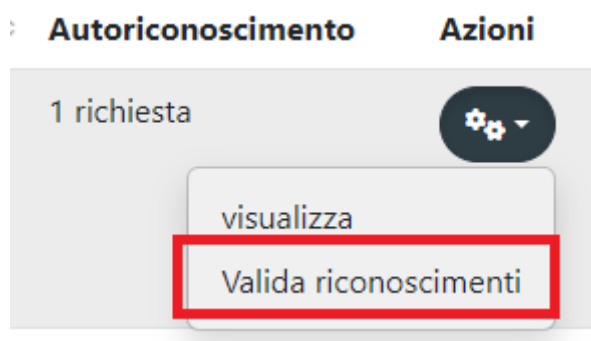 Autoriconoscimento Azioni
1 richiesta
visualizza
Valida riconoscimenti